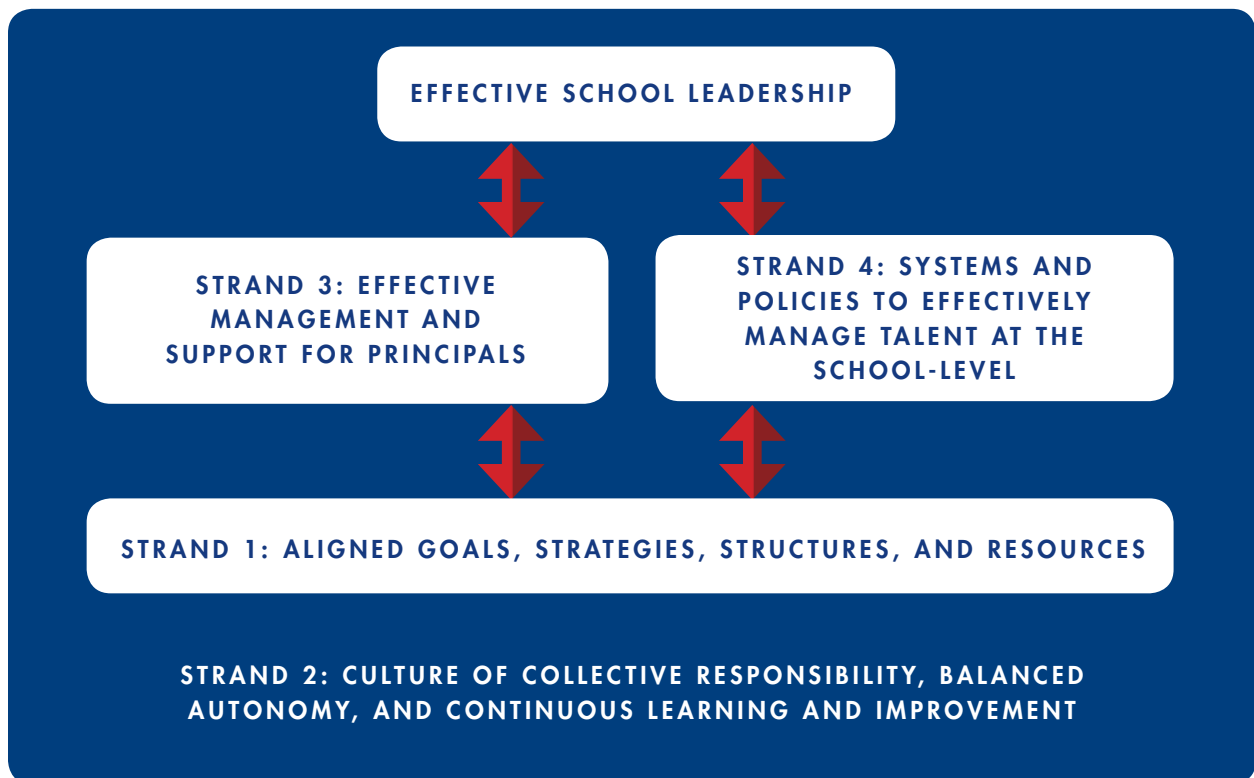 EFFECTIVE SCHOOL LEADERSHIP
STRAND 3: EFFECTIVE
MANAGEMENT AND
SUPPORT FOR PRINCIPALS
STRAND 4: SYSTEMS AND
POLICIES TO EFFECTIVELY
MANAGE TALENT AT THE
SCHOOL-LEVEL
STRAND 1: ALIGNED GOALS, STRATEGIES, STRUCTURES, AND RESOURCES
STRAND 2: CULTURE OF COLLECTIVE RESPONSIBILITY, BALANCED
AUTONOMY, AND CONTINUOUS LEARNING AND IMPROVEMENT